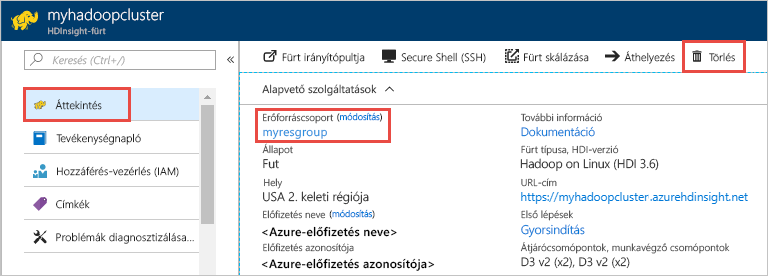 myhadoopcluster
HDInsight-fürt
Keresés (Ctrl+/)
Áttekintés
Tevékenységnapló
Hozzáférés-vezérlés (IAM)
Címkék
Problémák diagnosztizálása...
Fürt irányítópultja
Secure Shell (SSH)
Fürt skálázása
Áthelyezés
Törlés
Alapvető szolgáltatások
Erőforráscsoport (módosítás)
myresgroup
Állapot
Fut
Hely
USA 2. keleti régiója
Előfizetés neve (módosítás)
<Azure-előfizetés neve>
Előfizetés azonosítója
<Azure-előfizetés azonosítója>
További információ
Dokumentáció
Fürt típusa, HDI-verzió
Hadoop on Linux (HDI 3.6)
URL-cím
https://myhadoopcluster.azurehdinsight.net
Első lépések
Gyorsindítás
Átjárócsomópontok, munkavégző csomópontok
D3 v2 (x2), D3 v2 (x2)